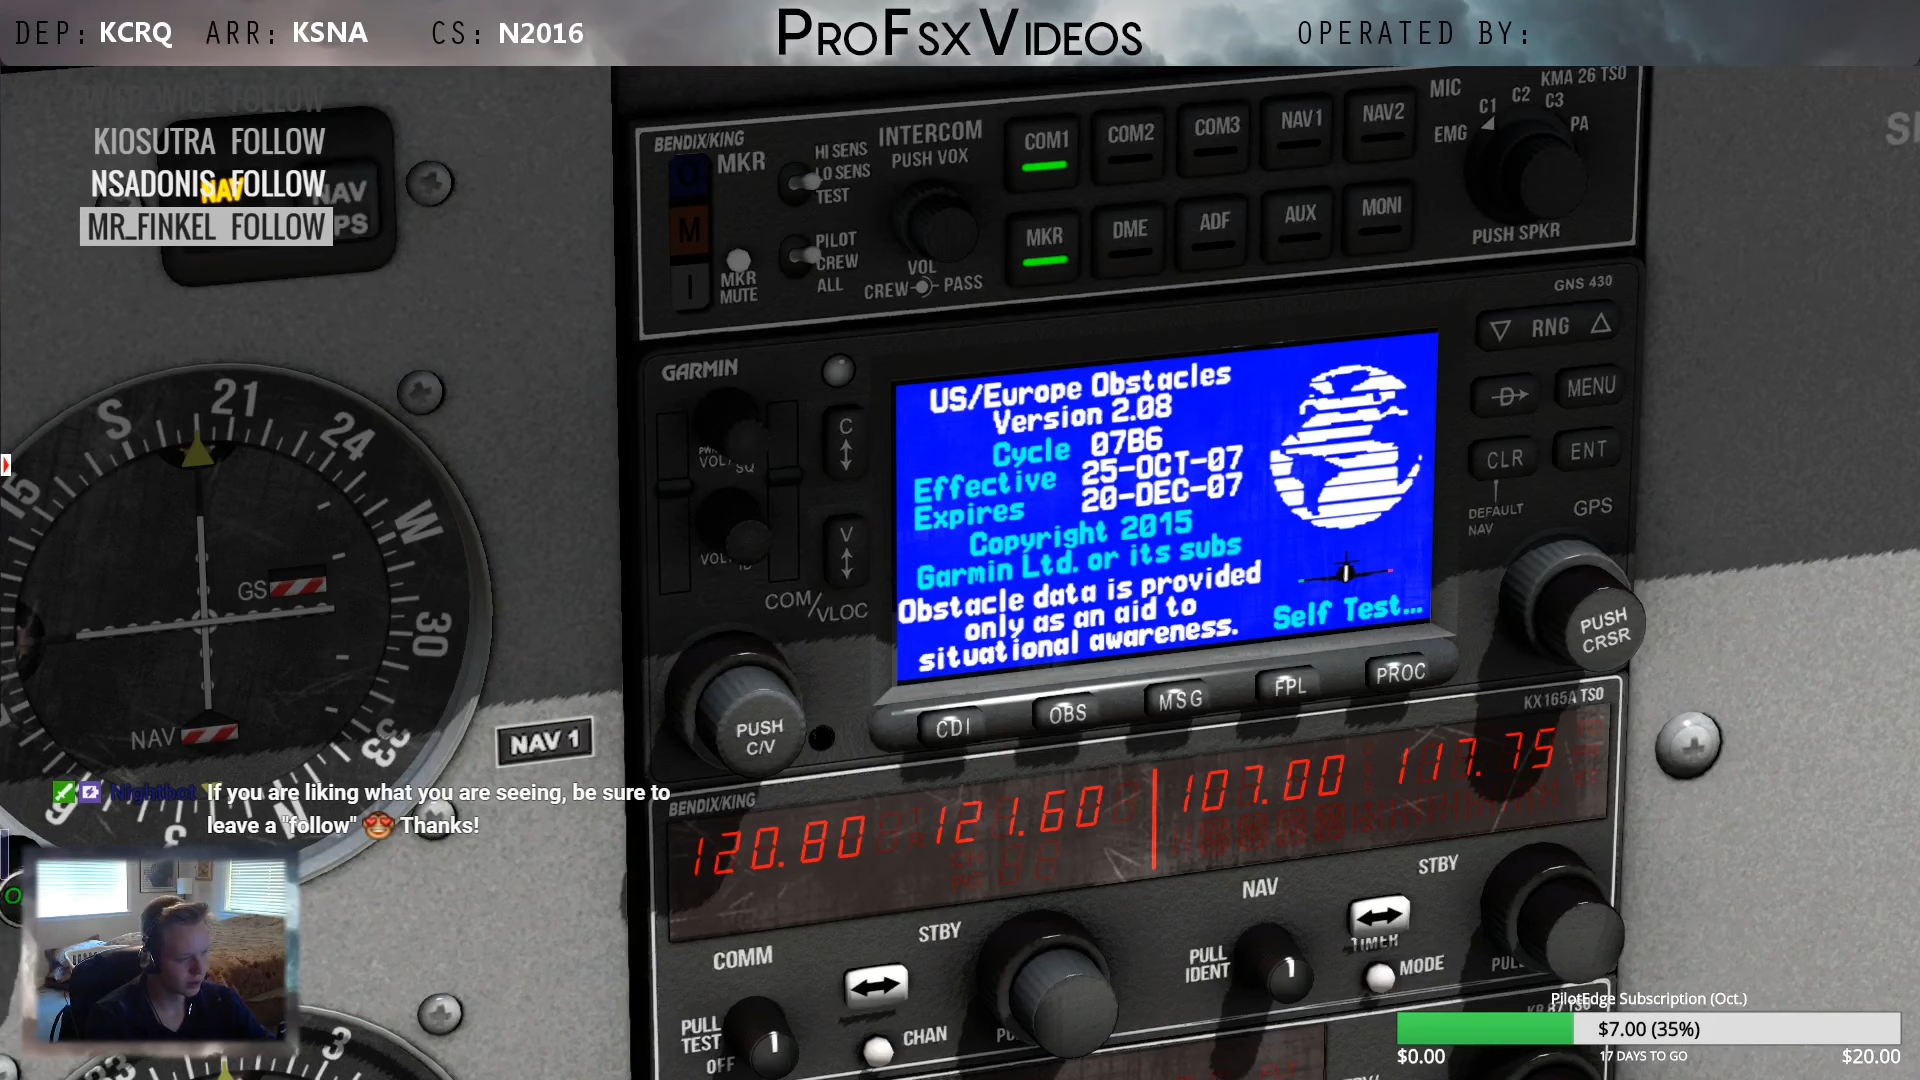 DEP: KCRQ ARR: KSNA CS: N2016
PROFSXVIDEOS
OPERATED BY:
KIOSUTRA FOLLOW
NSADONIS FOLLOW
MR_FINKEL FOLLOW
NAV
NAV
BENDIX/KING
MKR
HI SENS
LO SENS
TEST
INTERCOM
PUSH VOX
COM1
COM2
COM3
NAV1
NAV2
MIC
EMG
C1
C2
C3
PA
KMA 26 TSO
O
M
I
PILOT
CREW
ALL
MKR
MUTE
VOL
CREW
PASS
MKR
DME
ADF
AUX
MONI
PUSH SPKR
GNS 430
GARMIN
RNG
D
MENU
CLR
ENT
DEFAULT
NAV
GPS
C
V
COM/VLOC
PUSH
C/V
PUSH
CRSR
US/Europe Obstacles
Version 2.08
Cycle 07B6
Effective 25-OCT-07
Expires 20-DEC-07
Copyright 2015
Garmin Ltd. or its subs
Obstacle data is provided
only as an aid to
situational awareness.
Self Test...
CDI
OBS
MSG
FPL
PROC
15
S
21
24
W
30
33
GS
NAV
NAV 1
KX 165A TSO
BENDIX/KING
120.80 121.60 107.00 117.75
COMM
STBY
NAV
STBY
PULL
IDENT
TIMER
MODE
PULL
TEST
OFF
CHAN
3
33
Nightbot If you are liking what you are seeing, be sure to
leave a "follow" Thanks!
PilotEdge Subscription (Oct.)
$7.00 (35%)
$0.00 17 DAYS TO GO $20.00